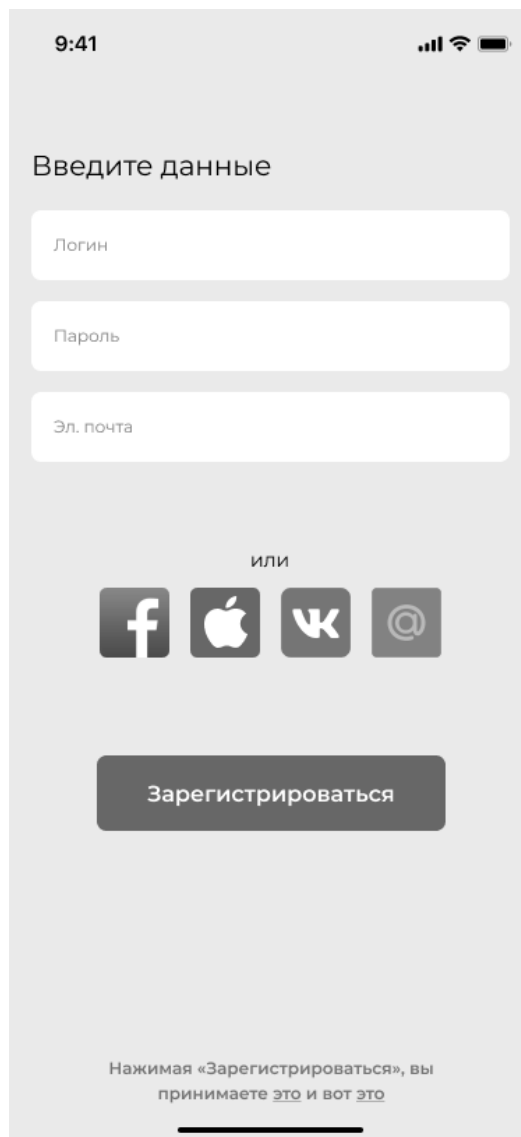 9:41
Введите данные
Логин
Пароль
Эл. почта
или
Зарегистрироваться
Нажимая «Зарегистрироваться», вы
принимаете это и вот это